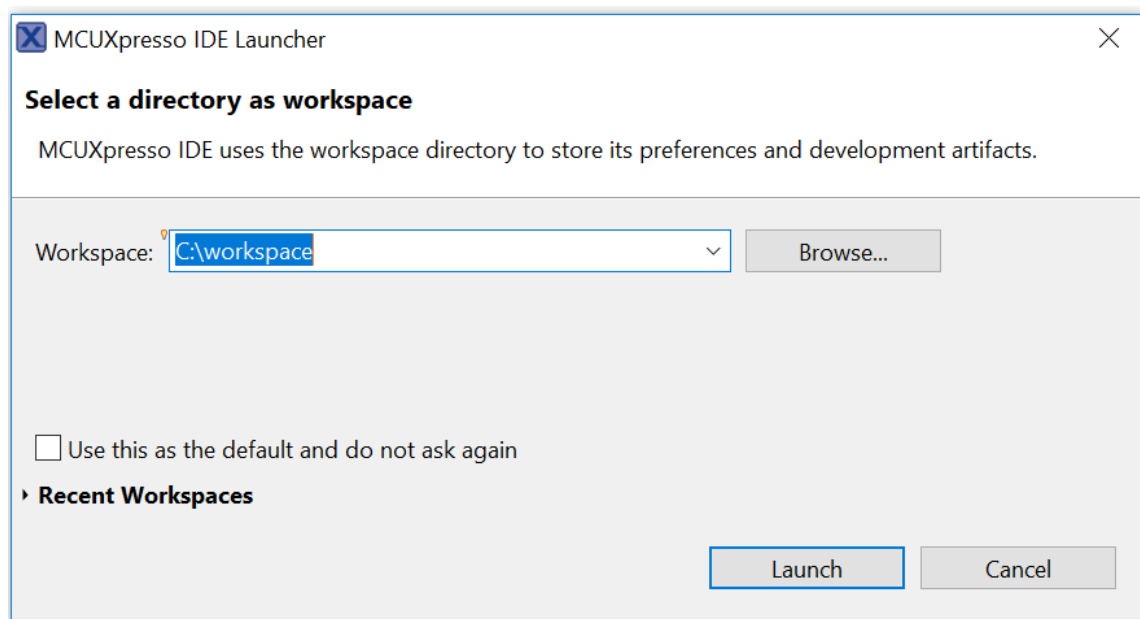 MCUXpresso IDE Launcher
Select a directory as workspace
MCUXpresso IDE uses the workspace directory to store its preferences and development artifacts.
Workspace: C:\workspace Browse...
Use this as the default and do not ask again
Recent Workspaces
Launch Cancel